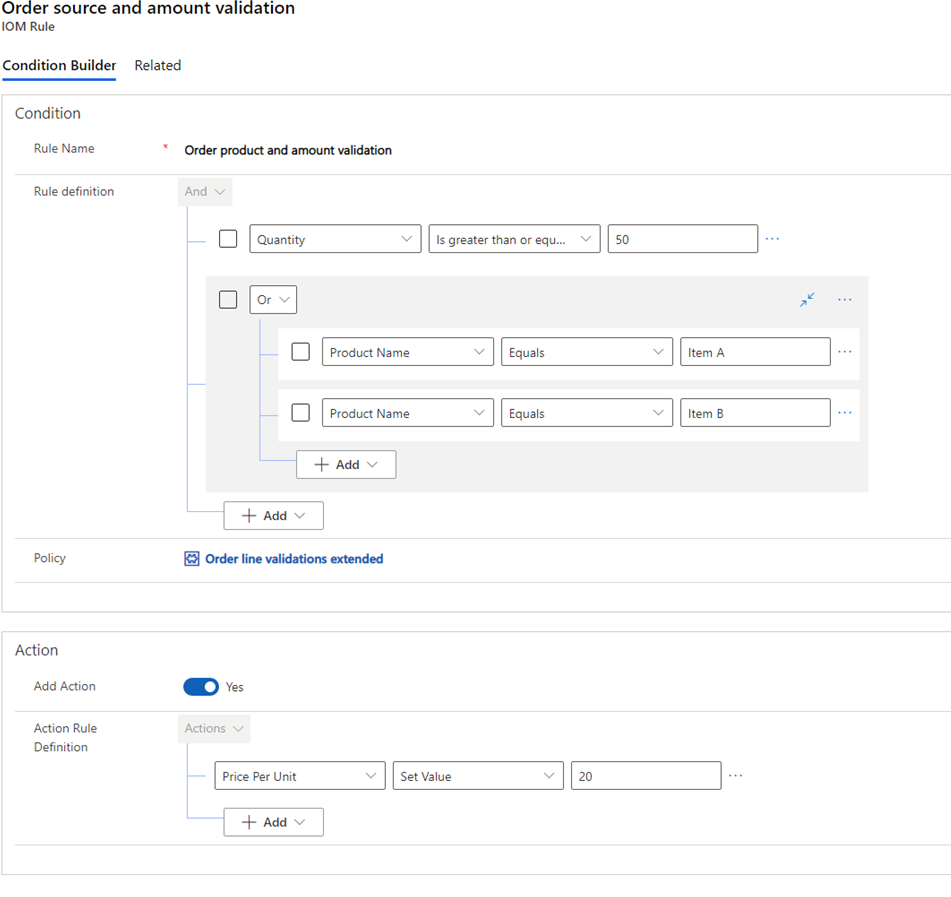 Order source and amount validation
IOM Rule
Condition Builder Related
Condition
Rule Name * Order product and amount validation
Rule definition And
Quantity Is greater than or equ... 50 ...
Or ...
Product Name Equals Item A ...
Product Name Equals Item B ...
+ Add
+ Add
Policy Order line validations extended
Action
Add Action Yes
Action Rule Actions
Definition
Price Per Unit Set Value 20 ...
+ Add